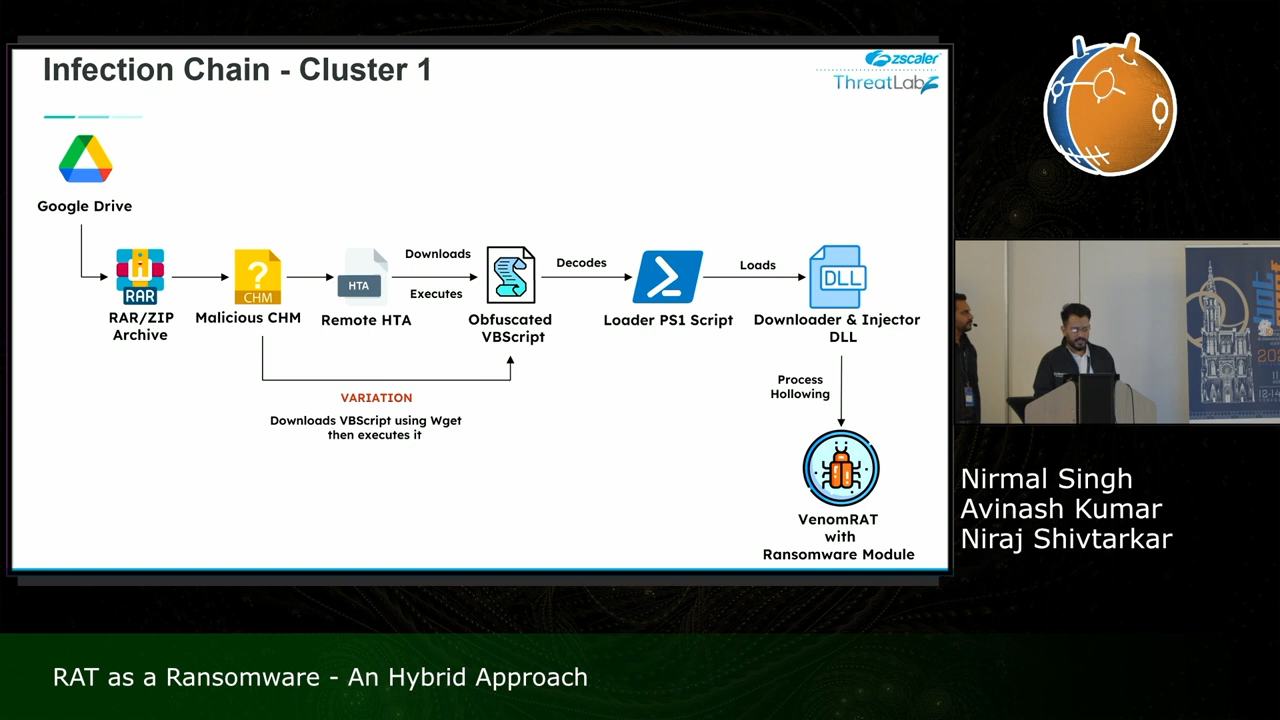 Infection Chain - Cluster 1
zscaler
ThreatLabz
Google Drive
RAR
RAR/ZIP
Archive
?
CHM
Malicious CHM
HTA
Remote HTA
Downloads
Executes
Obfuscated
VBScript
Decodes
Loader PS1 Script
Loads
DLL
Downloader & Injector
DLL
VARIATION
Downloads VBScript using Wget
then executes it
Process
Hollowing
VenomRAT
with
Ransomware Module
Nirmal Singh
Avinash Kumar
Niraj Shivtarkar
RAT as a Ransomware - An Hybrid Approach